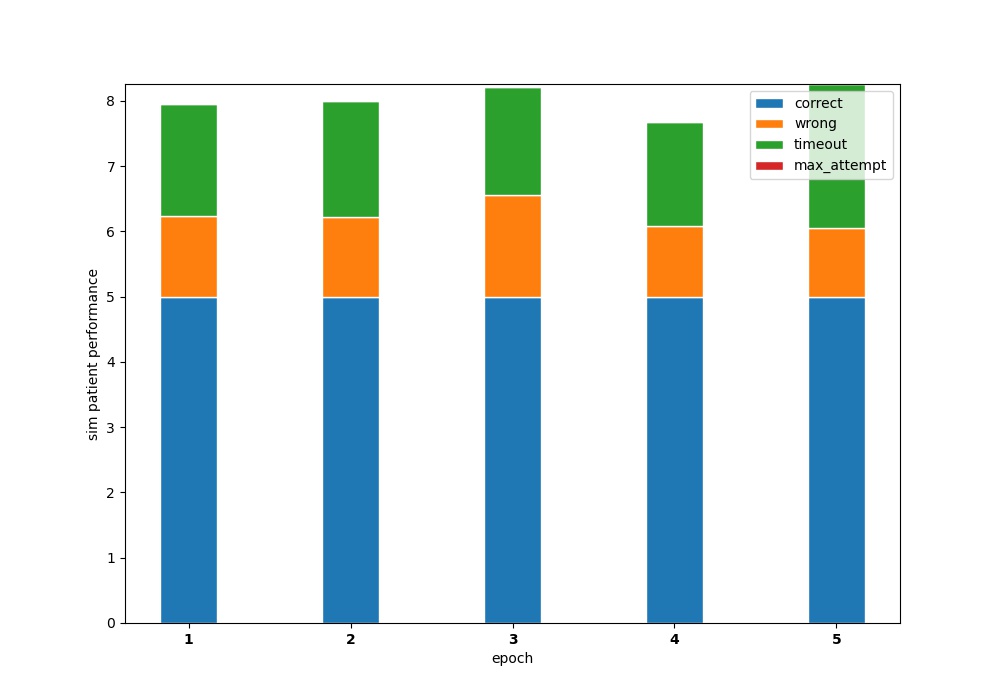 correct
wrong
timeout
max_attempt
sim patient performance
8
7
6
5
4
3
2
1
0
1 2 3 4 5
epoch